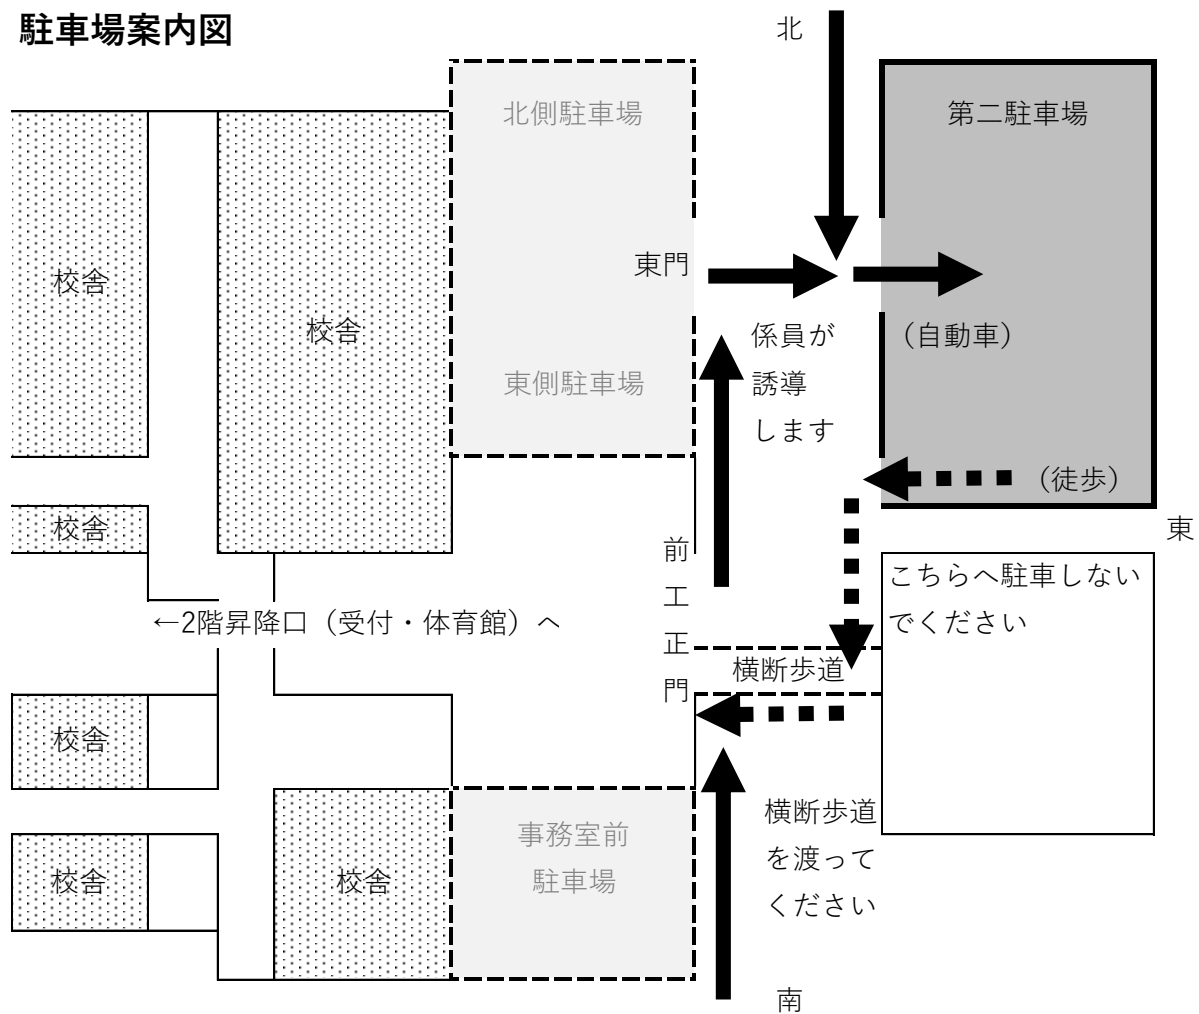 駐車場案内図
北
北側駐車場
第二駐車場
校舎
校舎
東門
係員が
誘導
します
（自動車）
東側駐車場
（徒歩）
東
校舎
前
工
正
門
こちらへ駐車しない
でください
←2階昇降口（受付・体育館）へ
横断歩道
校舎
横断歩道
を渡って
ください
事務室前
駐車場
校舎
校舎
南